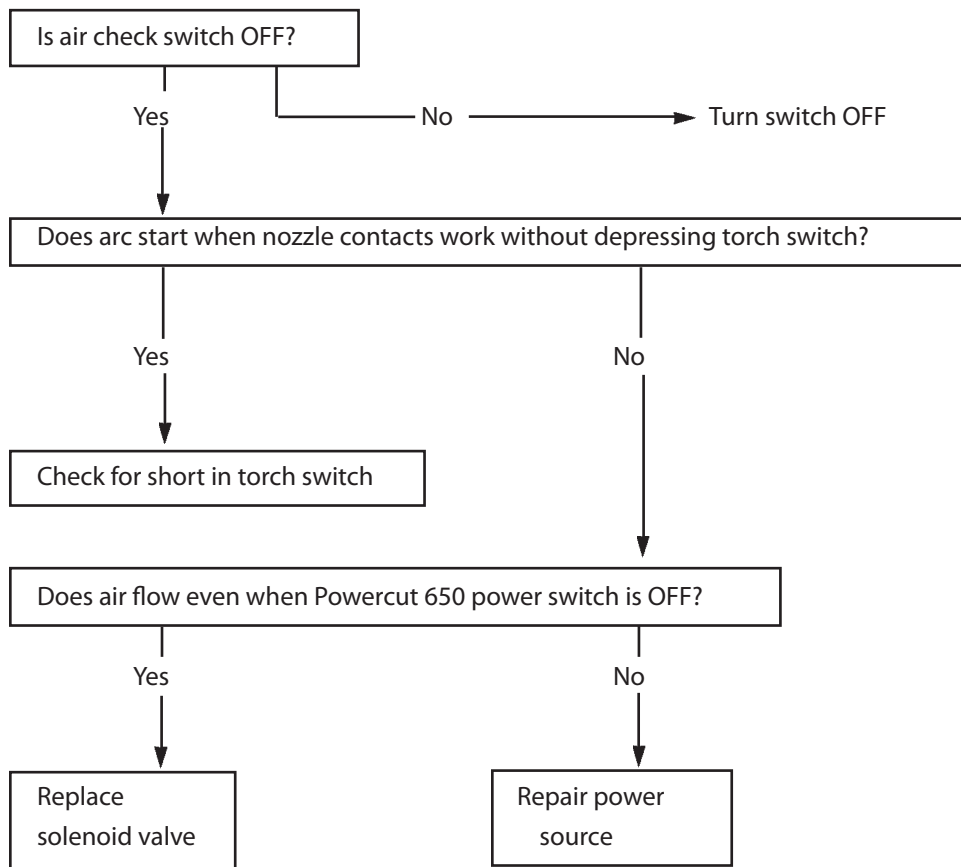 Is air check switch OFF?
Yes
No
Turn switch OFF
Does arc start when nozzle contacts work without depressing torch switch?
Yes
No
Check for short in torch switch
Does air flow even when Powercut 650 power switch is OFF?
Yes
No
Replace
solenoid valve
Repair power
source